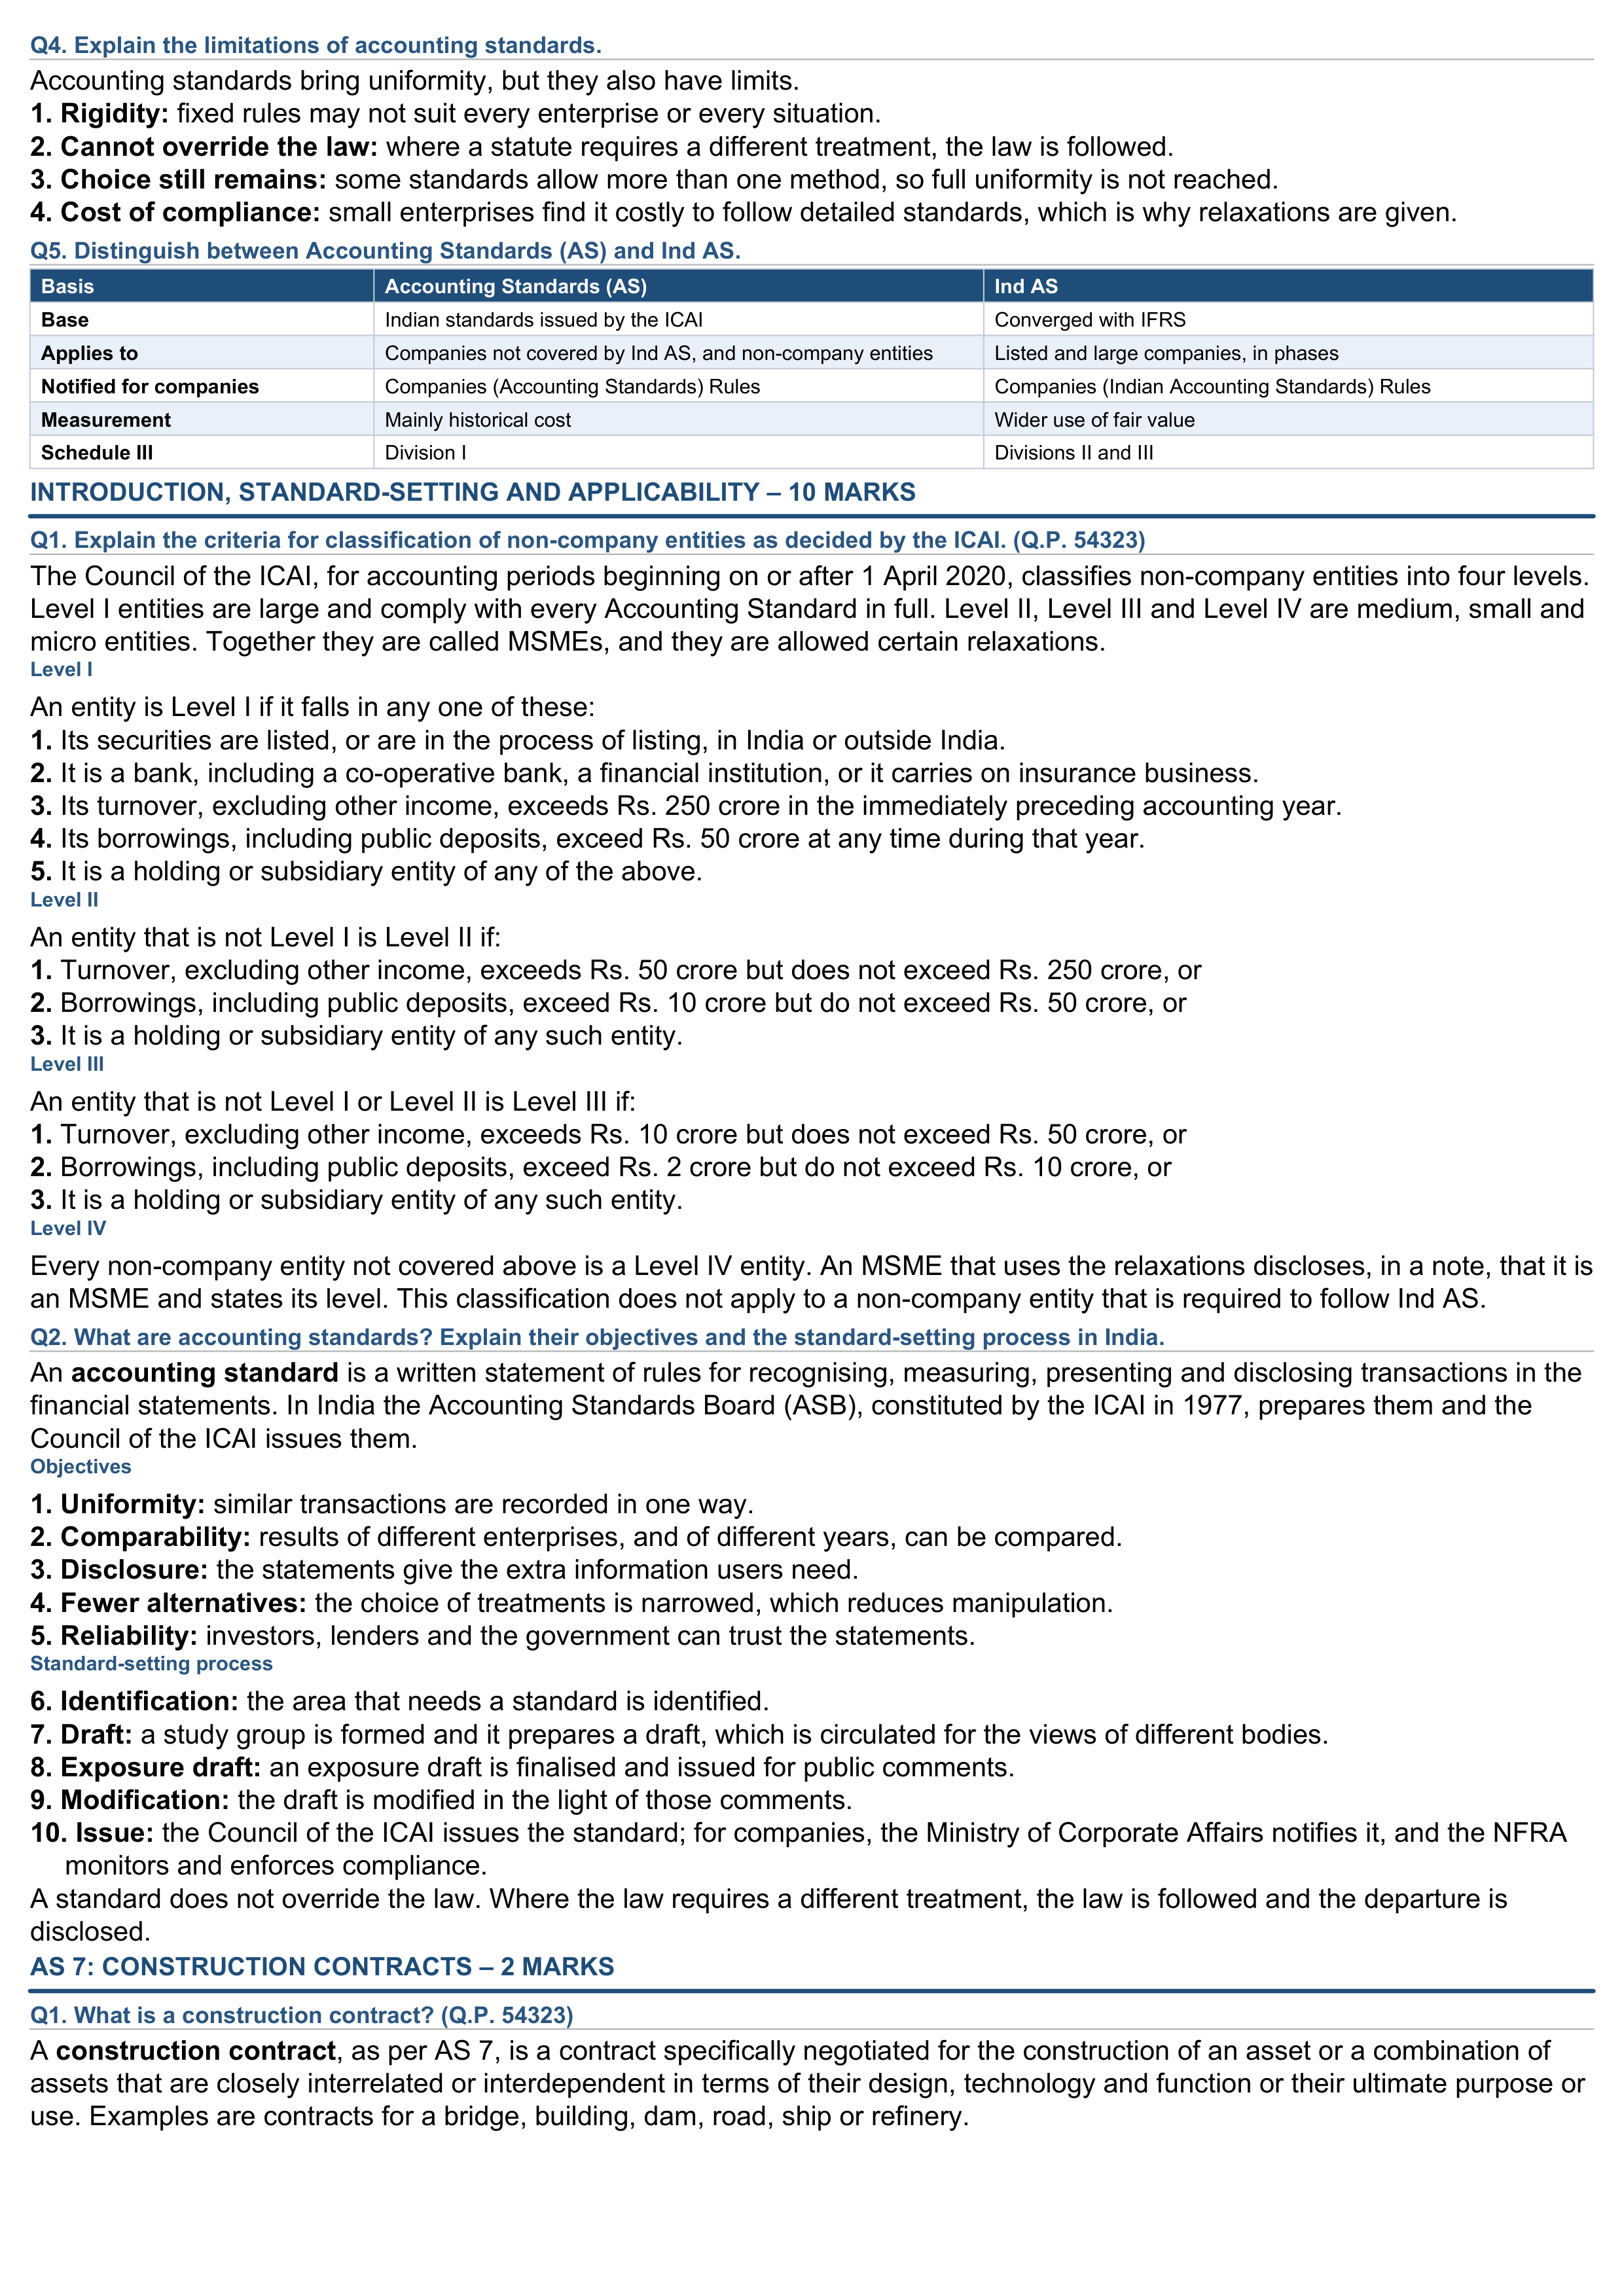 Q4. Explain the limitations of accounting standards.
Accounting standards bring uniformity, but they also have limits.
1. Rigidity: fixed rules may not suit every enterprise or every situation.
2. Cannot override the law: where a statute requires a different treatment, the law is followed.
3. Choice still remains: some standards allow more than one method, so full uniformity is not reached.
4. Cost of compliance: small enterprises find it costly to follow detailed standards, which is why relaxations are given.
Q5. Distinguish between Accounting Standards (AS) and Ind AS.
Basis Accounting Standards (AS) Ind AS
Base Indian standards issued by the ICAI Converged with IFRS
Applies to Companies not covered by Ind AS, and non-company entities Listed and large companies, in phases
Notified for companies Companies (Accounting Standards) Rules Companies (Indian Accounting Standards) Rules
Measurement Mainly historical cost Wider use of fair value
Schedule III Division I Divisions II and III
INTRODUCTION, STANDARD-SETTING AND APPLICABILITY – 10 MARKS
Q1. Explain the criteria for classification of non-company entities as decided by the ICAI. (Q.P. 54323)
The Council of the ICAI, for accounting periods beginning on or after 1 April 2020, classifies non-company entities into four levels.
Level I entities are large and comply with every Accounting Standard in full. Level II, Level III and Level IV are medium, small and
micro entities. Together they are called MSMEs, and they are allowed certain relaxations.
Level I
An entity is Level I if it falls in any one of these:
1. Its securities are listed, or are in the process of listing, in India or outside India.
2. It is a bank, including a co-operative bank, a financial institution, or it carries on insurance business.
3. Its turnover, excluding other income, exceeds Rs. 250 crore in the immediately preceding accounting year.
4. Its borrowings, including public deposits, exceed Rs. 50 crore at any time during that year.
5. It is a holding or subsidiary entity of any of the above.
Level II
An entity that is not Level I is Level II if:
1. Turnover, excluding other income, exceeds Rs. 50 crore but does not exceed Rs. 250 crore, or
2. Borrowings, including public deposits, exceed Rs. 10 crore but do not exceed Rs. 50 crore, or
3. It is a holding or subsidiary entity of any such entity.
Level III
An entity that is not Level I or Level II is Level III if:
1. Turnover, excluding other income, exceeds Rs. 10 crore but does not exceed Rs. 50 crore, or
2. Borrowings, including public deposits, exceed Rs. 2 crore but do not exceed Rs. 10 crore, or
3. It is a holding or subsidiary entity of any such entity.
Level IV
Every non-company entity not covered above is a Level IV entity. An MSME that uses the relaxations discloses, in a note, that it is
an MSME and states its level. This classification does not apply to a non-company entity that is required to follow Ind AS.
Q2. What are accounting standards? Explain their objectives and the standard-setting process in India.
An accounting standard is a written statement of rules for recognising, measuring, presenting and disclosing transactions in the
financial statements. In India the Accounting Standards Board (ASB), constituted by the ICAI in 1977, prepares them and the
Council of the ICAI issues them.
Objectives
1. Uniformity: similar transactions are recorded in one way.
2. Comparability: results of different enterprises, and of different years, can be compared.
3. Disclosure: the statements give the extra information users need.
4. Fewer alternatives: the choice of treatments is narrowed, which reduces manipulation.
5. Reliability: investors, lenders and the government can trust the statements.
Standard-setting process
6. Identification: the area that needs a standard is identified.
7. Draft: a study group is formed and it prepares a draft, which is circulated for the views of different bodies.
8. Exposure draft: an exposure draft is finalised and issued for public comments.
9. Modification: the draft is modified in the light of those comments.
10. Issue: the Council of the ICAI issues the standard; for companies, the Ministry of Corporate Affairs notifies it, and the NFRA
monitors and enforces compliance.
A standard does not override the law. Where the law requires a different treatment, the law is followed and the departure is
disclosed.
AS 7: CONSTRUCTION CONTRACTS – 2 MARKS
Q1. What is a construction contract? (Q.P. 54323)
A construction contract, as per AS 7, is a contract specifically negotiated for the construction of an asset or a combination of
assets that are closely interrelated or interdependent in terms of their design, technology and function or their ultimate purpose or
use. Examples are contracts for a bridge, building, dam, road, ship or refinery.